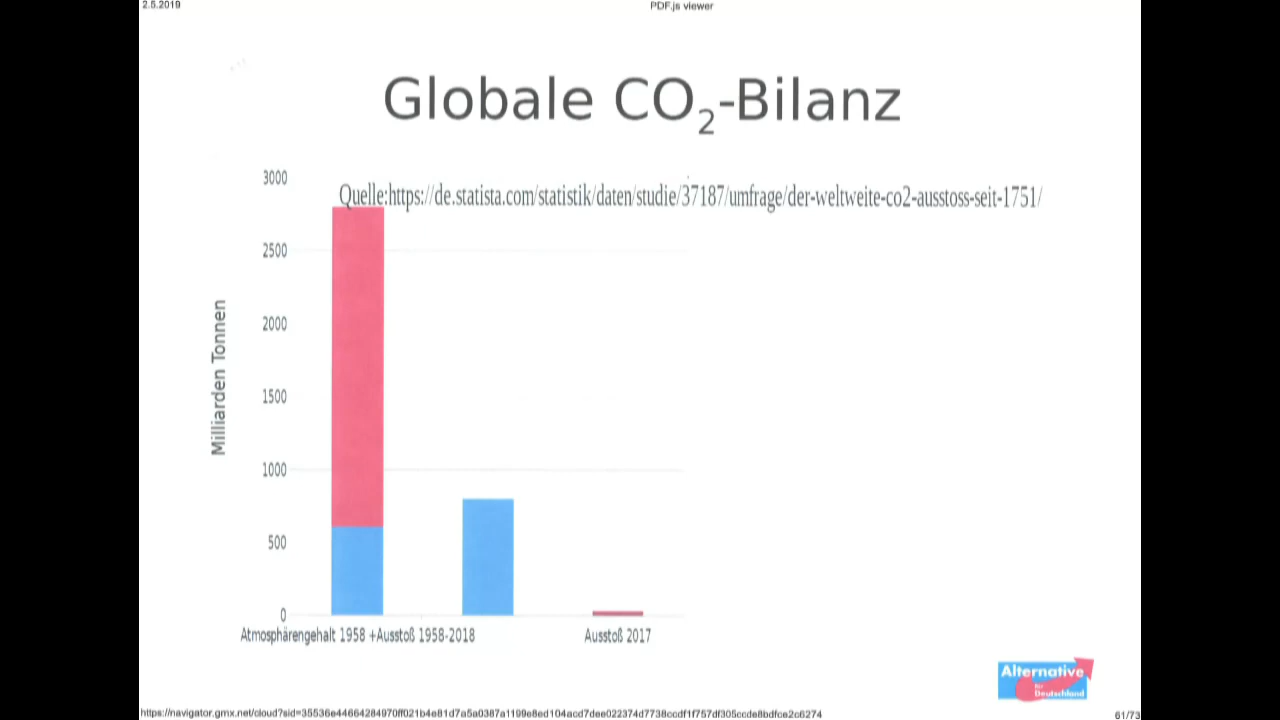 2.5.2019 PDF.js viewer
Globale CO2-Bilanz
3000
Quelle:https://de.statista.com/statistik/daten/studie/37187/umfrage/der-weltweite-co2-ausstoss-seit-1751/
2500
2000
1500
1000
500
0
Milliarden Tonnen
Atmosphärengehalt 1958 +Ausstoß 1958-2018 Ausstoß 2017
Alternative
für
Deutschland
https://navigator.gmx.net/cloud?sid=35536e44664284970ff021b4e81d7a5a0387a1199e8ed104acd7dee022374d7738ccdf1f757df305ccde8bdfce2c6274 61/73